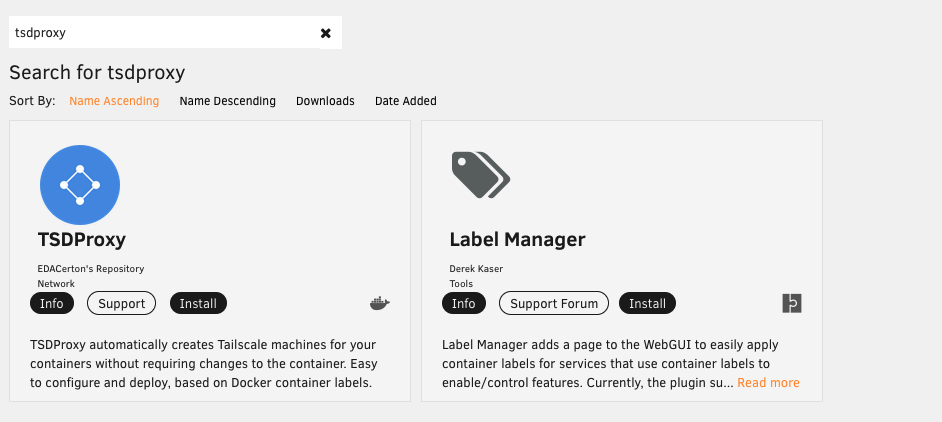 tsdproxy ✖
Search for tsdproxy
Sort By: Name Ascending Name Descending Downloads Date Added
TSDProxy
EDACerton's Repository
Network
Info Support Install
TSDProxy automatically creates Tailscale machines for your
containers without requiring changes to the container. Easy
to configure and deploy, based on Docker container labels.
Label Manager
Derek Kaser
Tools
Info Support Forum Install
Label Manager adds a page to the WebGUI to easily apply
container labels for services that use container labels to
enable/control features. Currently, the plugin su... Read more